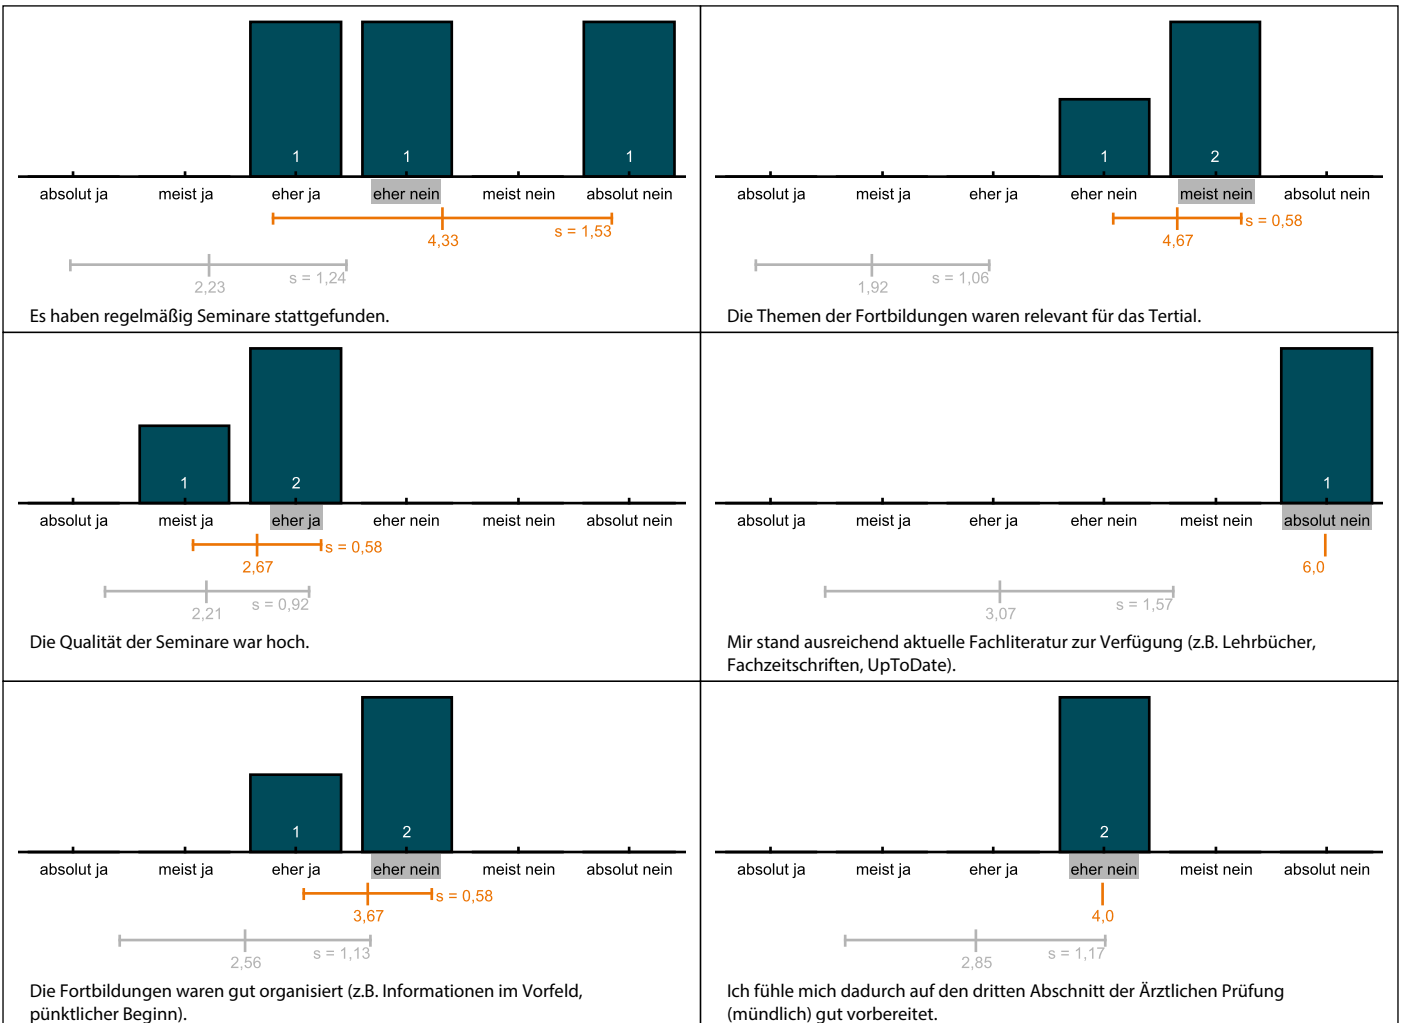 1
1
1
absolut ja
meist ja
eher ja
eher nein
meist nein
absolut nein
s = 1,53
4,33
s = 1,24
2,23
Es haben regelmäßig Seminare stattgefunden.
1
2
absolut ja
meist ja
eher ja
eher nein
meist nein
absolut nein
s = 0,58
4,67
s = 1,06
1,92
Die Themen der Fortbildungen waren relevant für das Tertial.
1
2
absolut ja
meist ja
eher ja
eher nein
meist nein
absolut nein
s = 0,58
2,67
s = 0,92
2,21
Die Qualität der Seminare war hoch.
1
absolut ja
meist ja
eher ja
eher nein
meist nein
absolut nein
6,0
s = 1,57
3,07
Mir stand ausreichend aktuelle Fachliteratur zur Verfügung (z.B. Lehrbücher,
Fachzeitschriften, UpToDate).
1
2
absolut ja
meist ja
eher ja
eher nein
meist nein
absolut nein
s = 0,58
3,67
s = 1,13
2,56
Die Fortbildungen waren gut organisiert (z.B. Informationen im Vorfeld,
pünktlicher Beginn).
2
absolut ja
meist ja
eher ja
eher nein
meist nein
absolut nein
4,0
s = 1,17
2,85
Ich fühle mich dadurch auf den dritten Abschnitt der Ärztlichen Prüfung
(mündlich) gut vorbereitet.